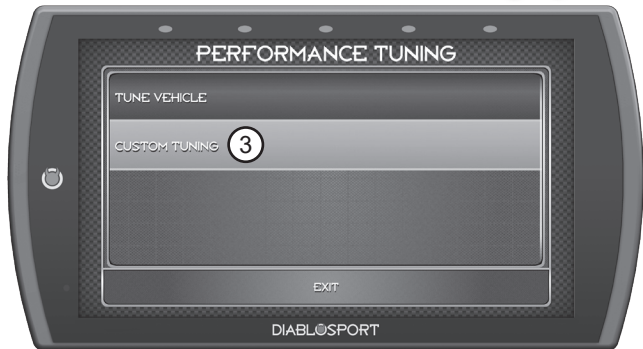 PERFORMANCE TUNING
TUNE VEHICLE
CUSTOM TUNING 3
EXIT
DIABLOSPORT